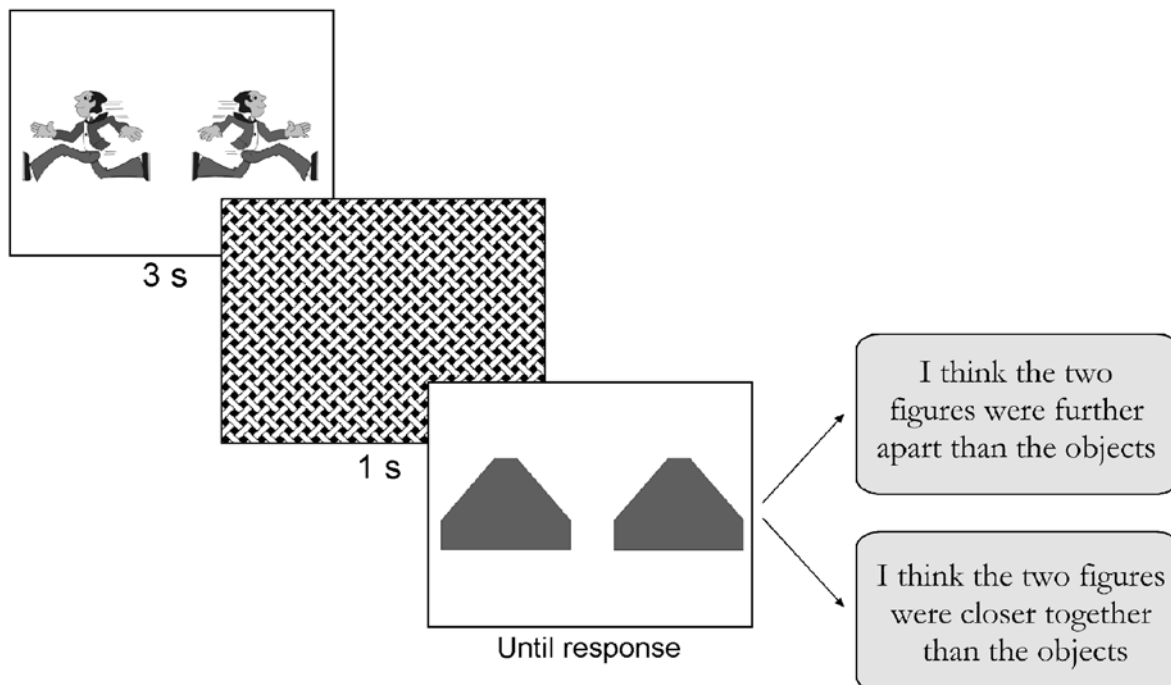 3 s
1 s
Until response
I think the two
figures were further
apart than the objects
I think the two figures
were closer together
than the objects